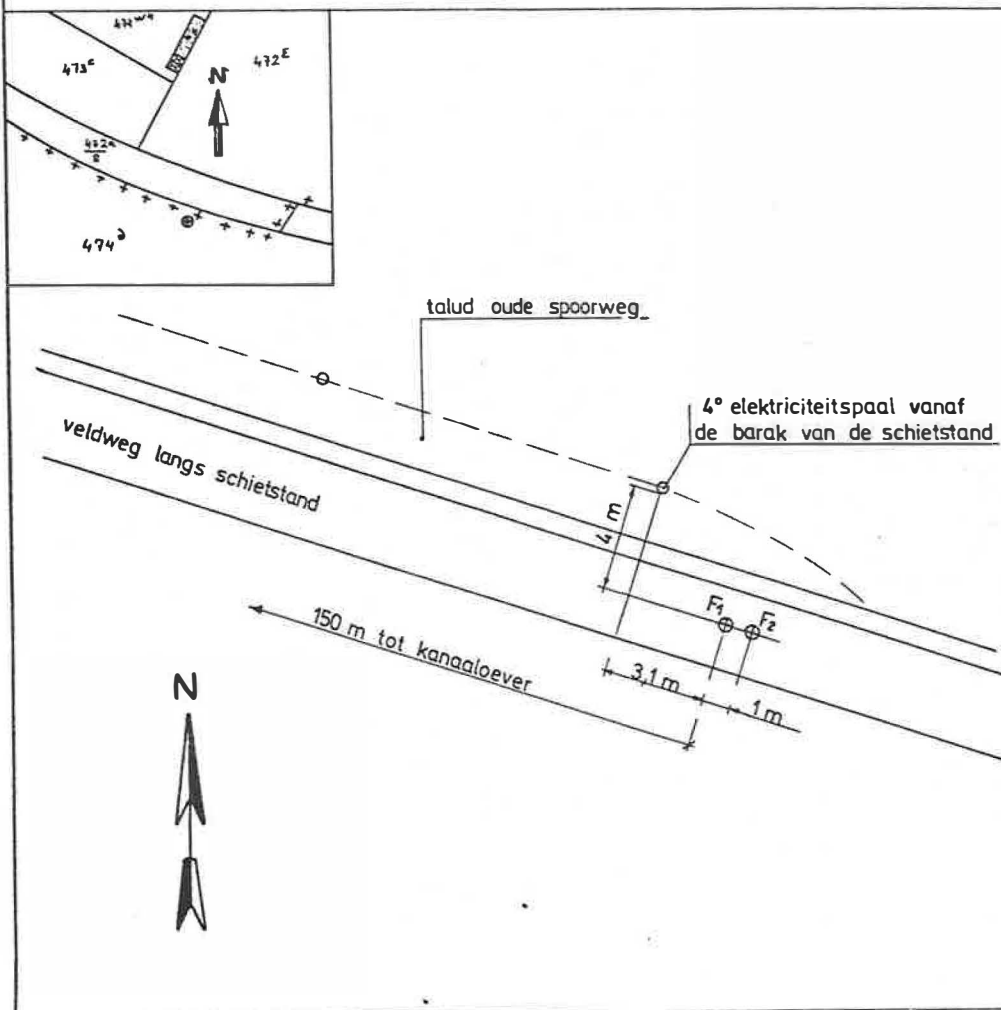 473ᶜ
472ᴱ
N
474ᵈ
talud oude spoorweg
4° elektriciteitspaal vanaf
de barak van de schietstand
veldweg langs schietstand
4 m
F1
F2
150 m tot kanaaloever
3,1 m
1 m
N